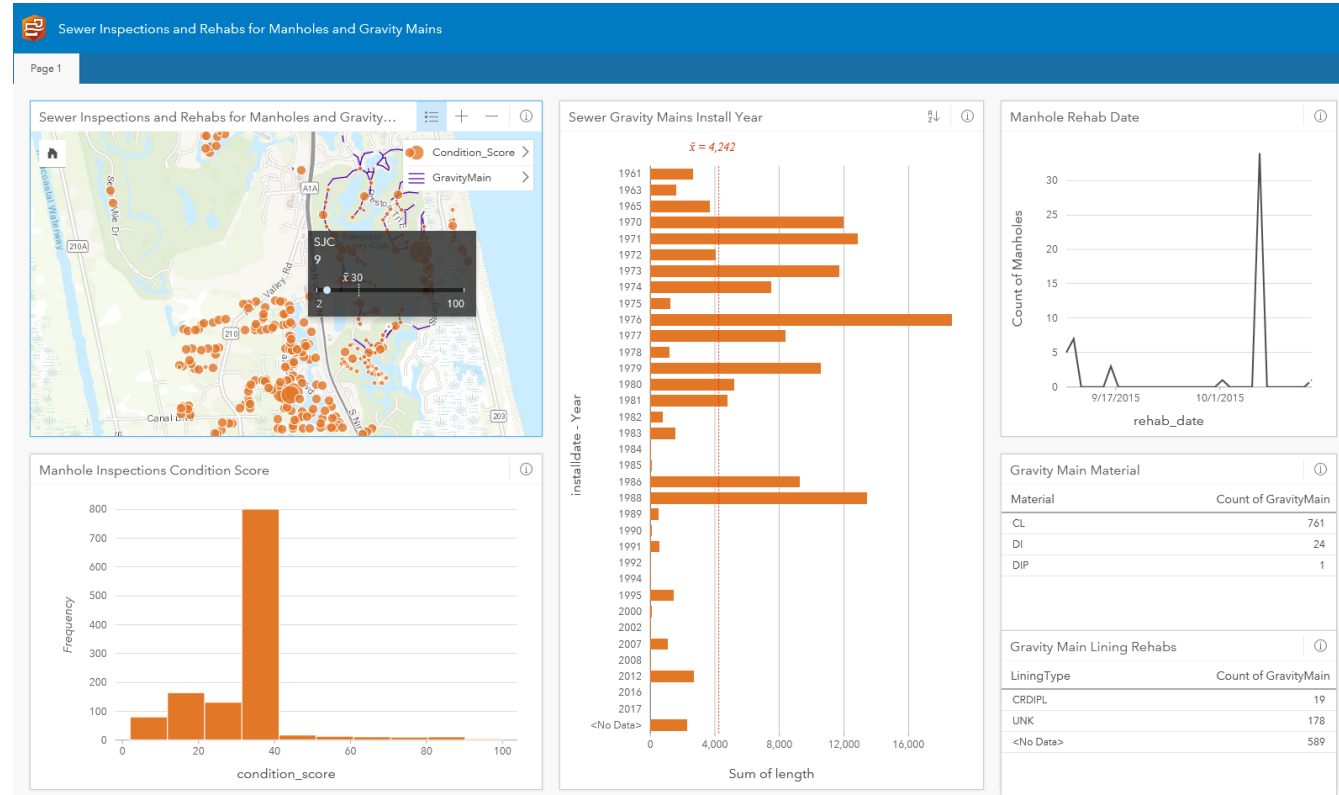 Sewer Inspections and Rehabs for Manholes and Gravity Mains
Page 1
Sewer Inspections and Rehabs for Manholes and Gravity...
Condition_Score
GravityMain
A1A
210A
210
203
Valley, Rd
Canal Blvd
SJC
9
x̄ 30
2 100
Manhole Inspections Condition Score
Frequency
800
700
600
500
400
300
200
100
0
0 20 40 60 80 100
condition_score
Sewer Gravity Mains Install Year
x̄ = 4,242
installdate - Year
1961
1963
1965
1970
1971
1972
1973
1974
1975
1976
1977
1978
1979
1980
1981
1982
1983
1984
1985
1986
1988
1989
1990
1991
1992
1994
1995
2000
2002
2007
2008
2012
2016
2017
<No Data>
0 4,000 8,000 12,000 16,000
Sum of length
Manhole Rehab Date
Count of Manholes
30
25
20
15
10
5
0
9/17/2015 10/1/2015
rehab_date
Gravity Main Material
Material Count of GravityMain
CL 761
DI 24
DIP 1
Gravity Main Lining Rehabs
LiningType Count of GravityMain
CRDIPL 19
UNK 178
<No Data> 589